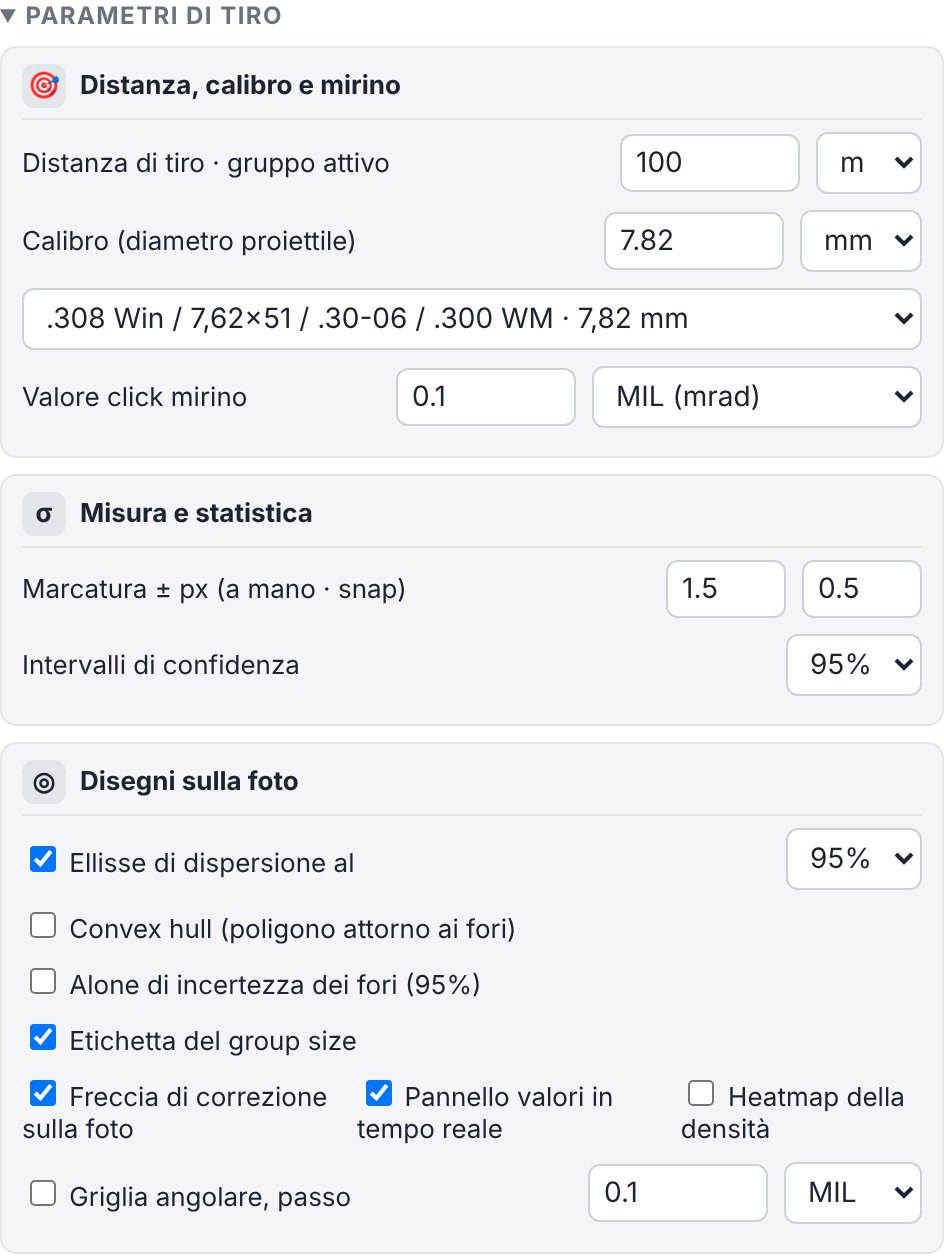 ▼ PARAMETRI DI TIRO
Distanza, calibro e mirino
Distanza di tiro · gruppo attivo 100 m
Calibro (diametro proiettile) 7.82 mm
.308 Win / 7,62×51 / .30-06 / .300 WM · 7,82 mm
Valore click mirino 0.1 MIL (mrad)
σ Misura e statistica
Marcatura ± px (a mano · snap) 1.5 0.5
Intervalli di confidenza 95%
Disegni sulla foto
Ellisse di dispersione al 95%
Convex hull (poligono attorno ai fori)
Alone di incertezza dei fori (95%)
Etichetta del group size
Freccia di correzione
sulla foto
Pannello valori in
tempo reale
Heatmap della
densità
Griglia angolare, passo 0.1 MIL